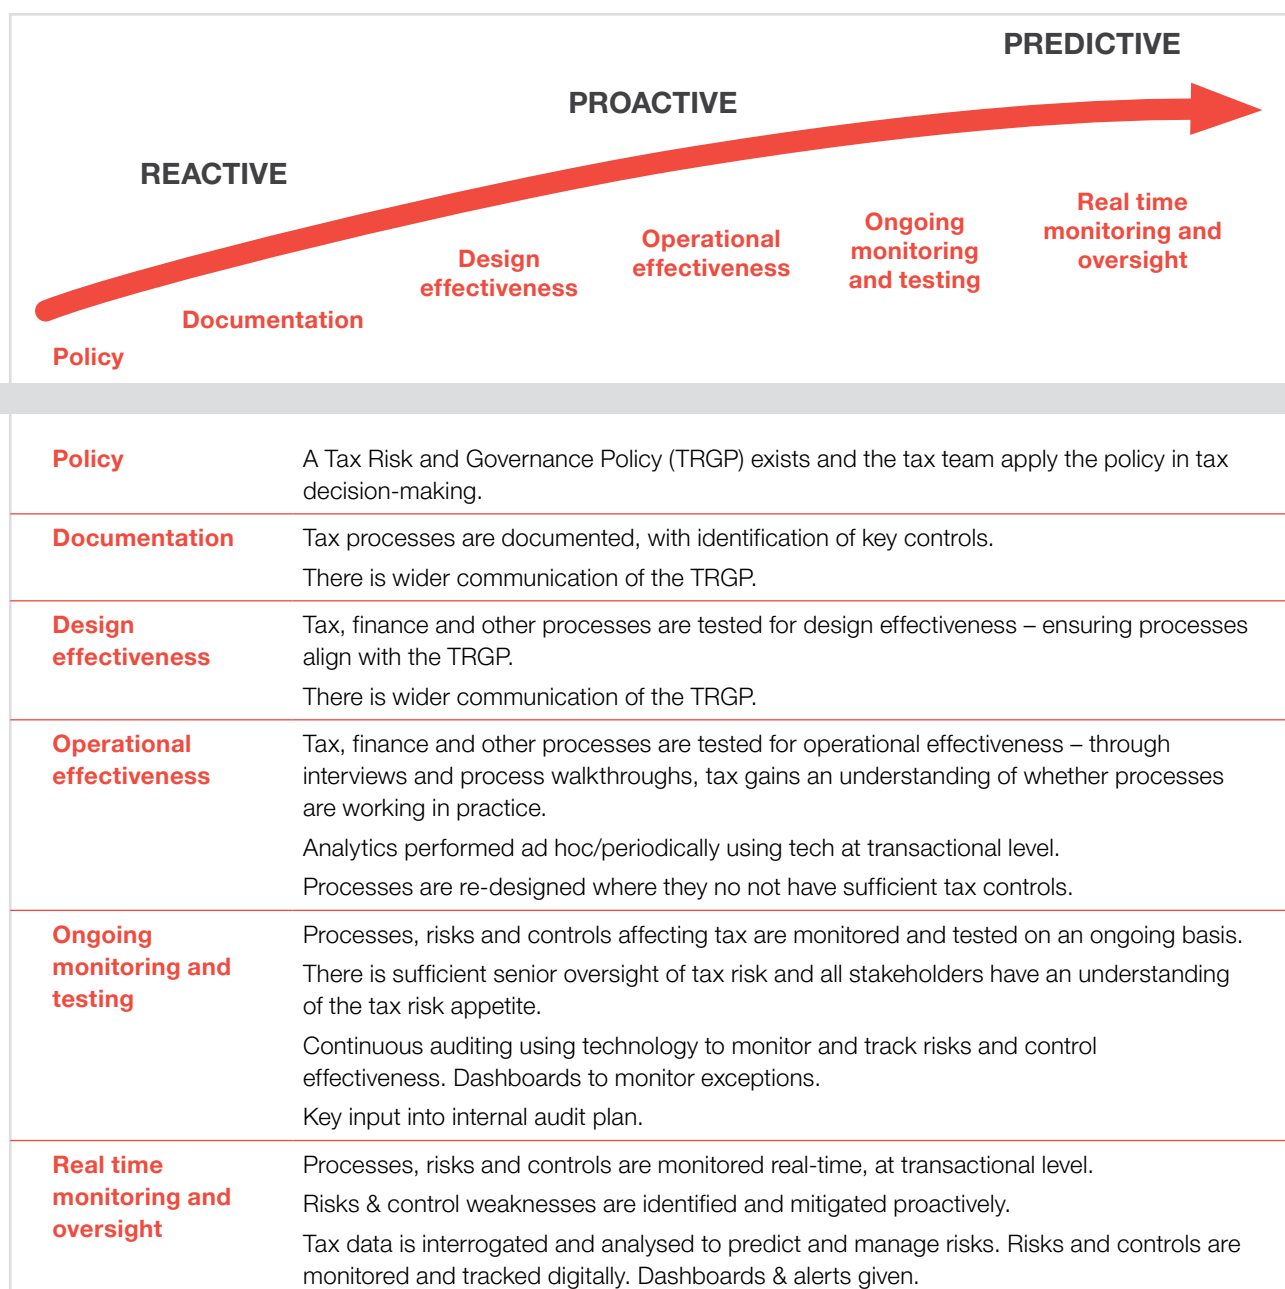 PREDICTIVE
PROACTIVE
REACTIVE
Policy
Documentation
Design
effectiveness
Operational
effectiveness
Ongoing
monitoring
and testing
Real time
monitoring and
oversight
Policy
A Tax Risk and Governance Policy (TRGP) exists and the tax team apply the policy in tax
decision-making.
Documentation
Tax processes are documented, with identification of key controls.
There is wider communication of the TRGP.
Design
effectiveness
Tax, finance and other processes are tested for design effectiveness – ensuring processes
align with the TRGP.
There is wider communication of the TRGP.
Operational
effectiveness
Tax, finance and other processes are tested for operational effectiveness – through
interviews and process walkthroughs, tax gains an understanding of whether processes
are working in practice.
Analytics performed ad hoc/periodically using tech at transactional level.
Processes are re-designed where they no not have sufficient tax controls.
Ongoing
monitoring and
testing
Processes, risks and controls affecting tax are monitored and tested on an ongoing basis.
There is sufficient senior oversight of tax risk and all stakeholders have an understanding
of the tax risk appetite.
Continuous auditing using technology to monitor and track risks and control
effectiveness. Dashboards to monitor exceptions.
Key input into internal audit plan.
Real time
monitoring and
oversight
Processes, risks and controls are monitored real-time, at transactional level.
Risks & control weaknesses are identified and mitigated proactively.
Tax data is interrogated and analysed to predict and manage risks. Risks and controls are
monitored and tracked digitally. Dashboards & alerts given.